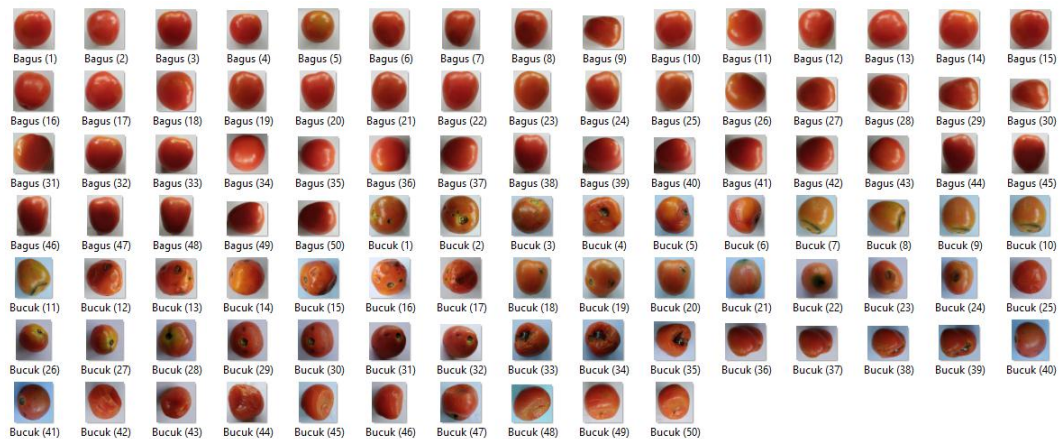 Bagus (1) Bagus (2) Bagus (3) Bagus (4) Bagus (5) Bagus (6) Bagus (7) Bagus (8) Bagus (9) Bagus (10) Bagus (11) Bagus (12) Bagus (13) Bagus (14) Bagus (15)
Bagus (16) Bagus (17) Bagus (18) Bagus (19) Bagus (20) Bagus (21) Bagus (22) Bagus (23) Bagus (24) Bagus (25) Bagus (26) Bagus (27) Bagus (28) Bagus (29) Bagus (30)
Bagus (31) Bagus (32) Bagus (33) Bagus (34) Bagus (35) Bagus (36) Bagus (37) Bagus (38) Bagus (39) Bagus (40) Bagus (41) Bagus (42) Bagus (43) Bagus (44) Bagus (45)
Bagus (46) Bagus (47) Bagus (48) Bagus (49) Bagus (50) Bucuk (1) Bucuk (2) Bucuk (3) Bucuk (4) Bucuk (5) Bucuk (6) Bucuk (7) Bucuk (8) Bucuk (9) Bucuk (10)
Bucuk (11) Bucuk (12) Bucuk (13) Bucuk (14) Bucuk (15) Bucuk (16) Bucuk (17) Bucuk (18) Bucuk (19) Bucuk (20) Bucuk (21) Bucuk (22) Bucuk (23) Bucuk (24) Bucuk (25)
Bucuk (26) Bucuk (27) Bucuk (28) Bucuk (29) Bucuk (30) Bucuk (31) Bucuk (32) Bucuk (33) Bucuk (34) Bucuk (35) Bucuk (36) Bucuk (37) Bucuk (38) Bucuk (39) Bucuk (40)
Bucuk (41) Bucuk (42) Bucuk (43) Bucuk (44) Bucuk (45) Bucuk (46) Bucuk (47) Bucuk (48) Bucuk (49) Bucuk (50)